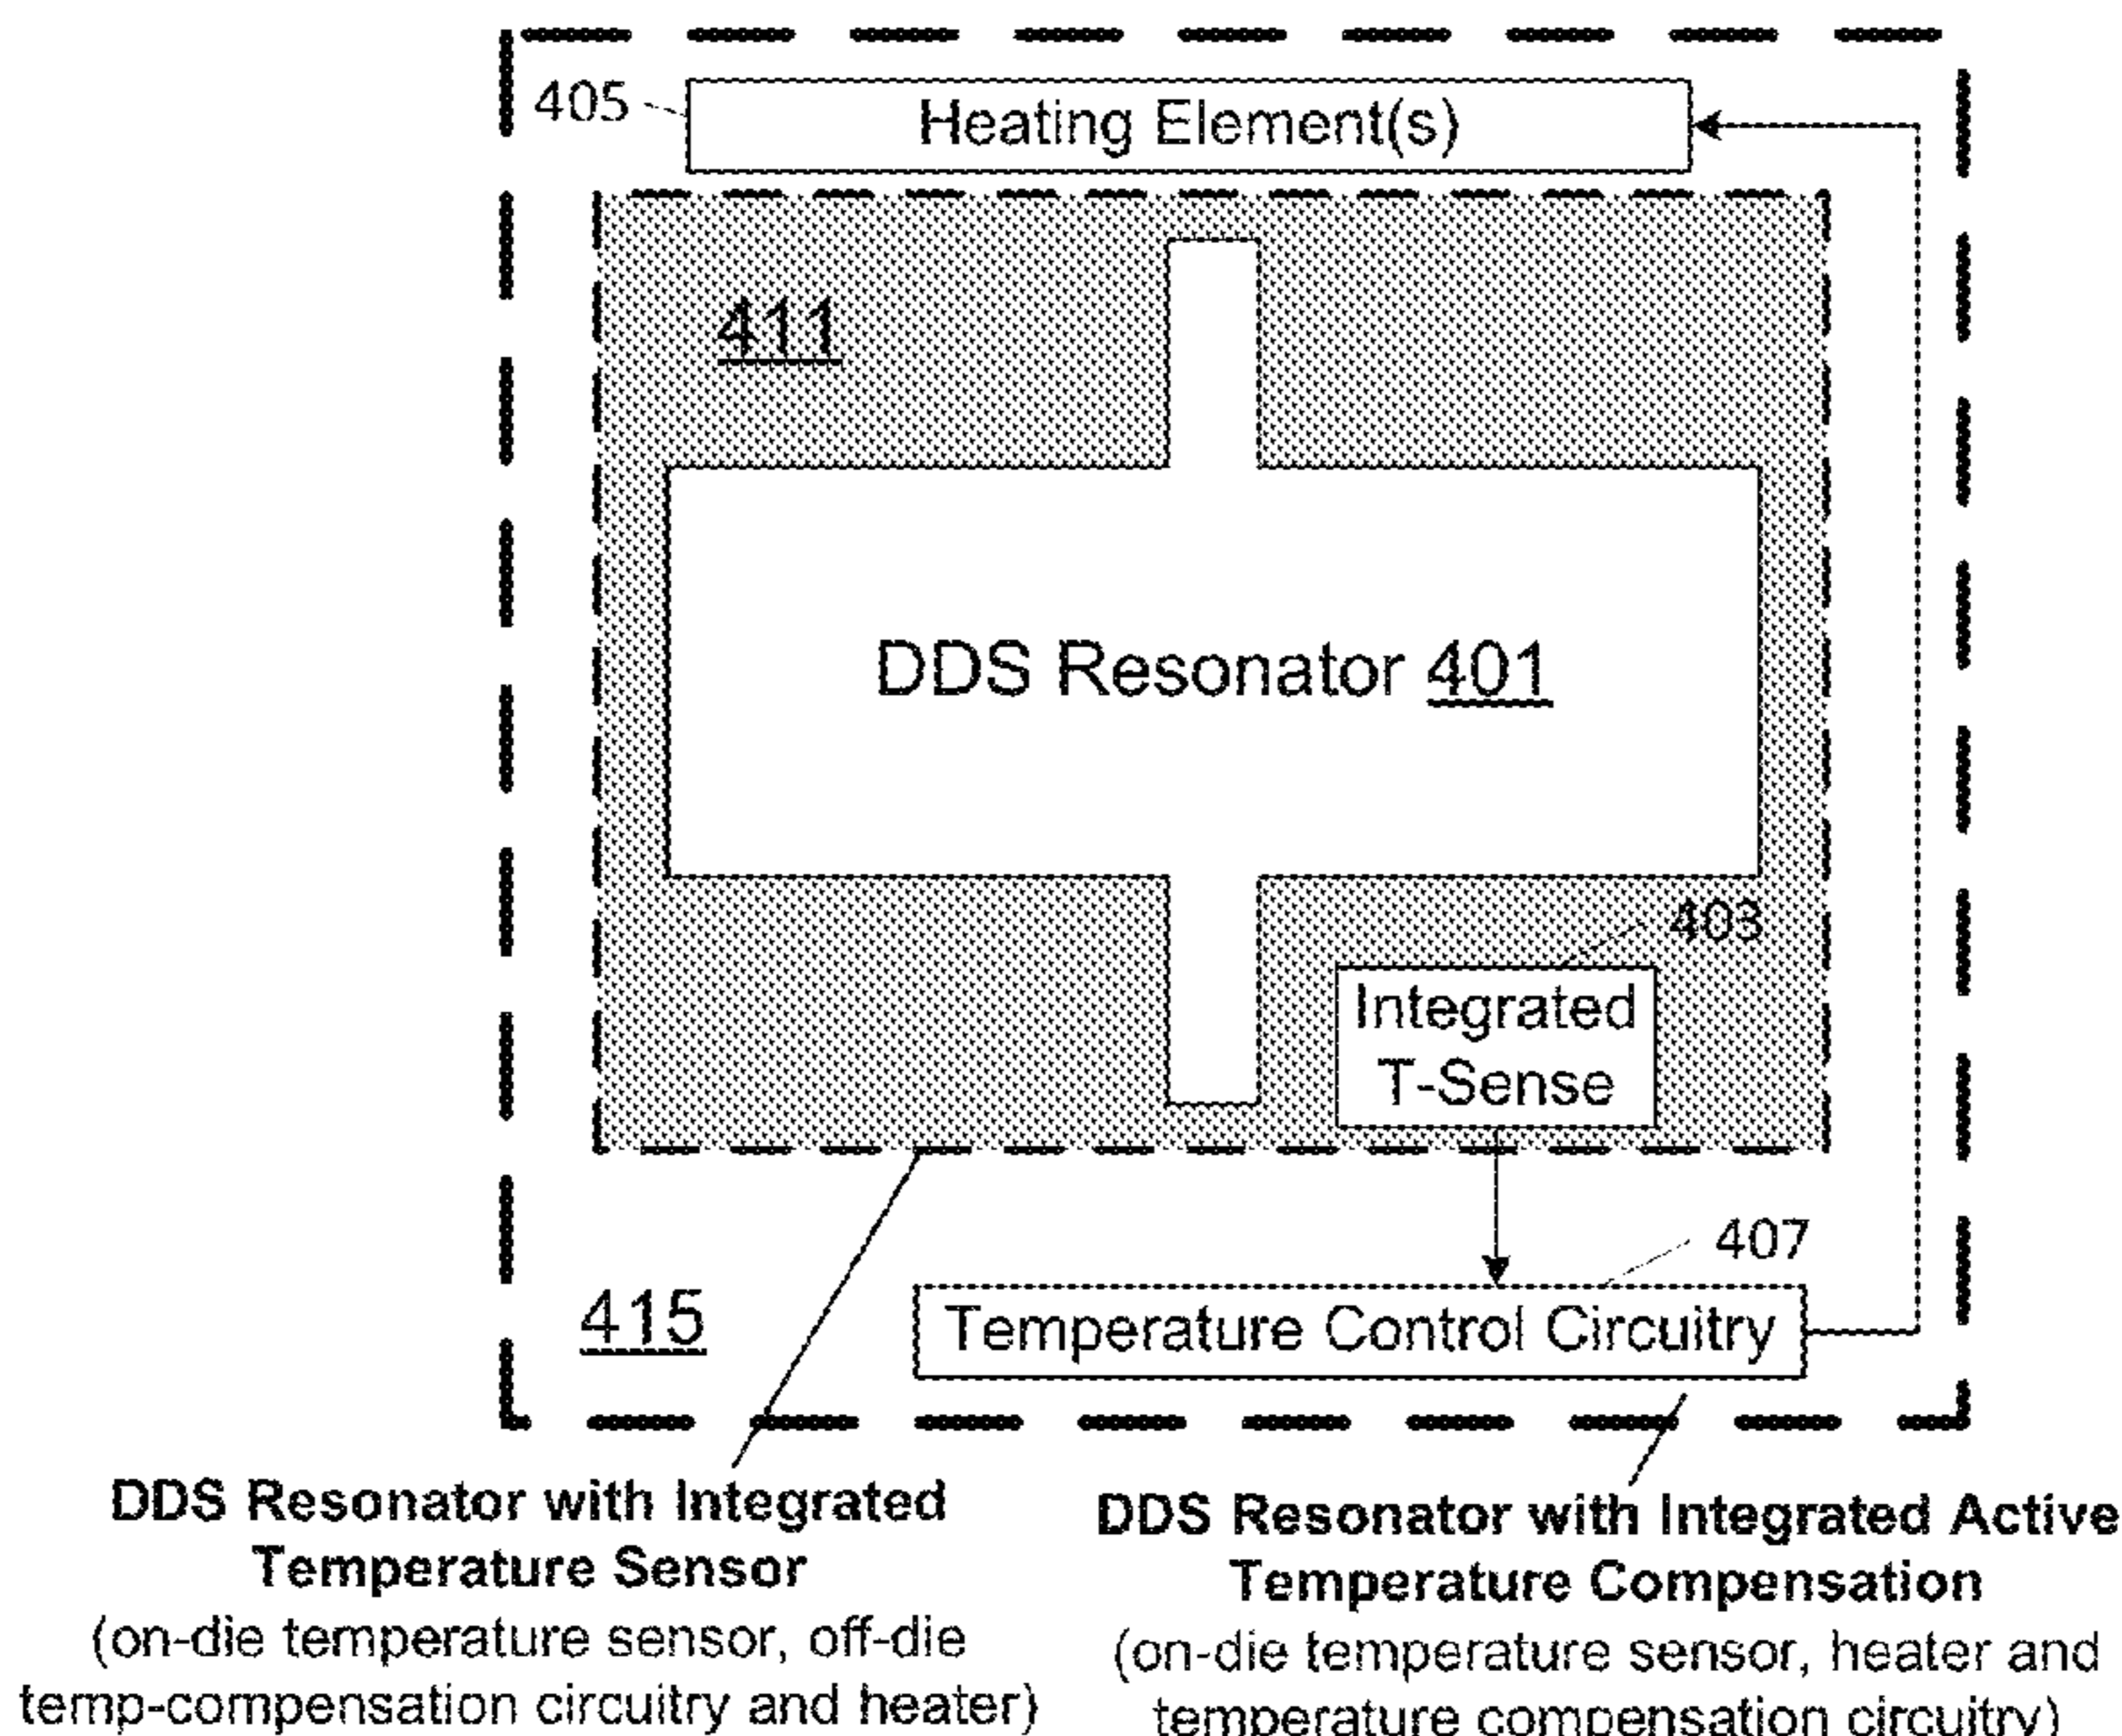 405
Heating Element(s)
411
DDS Resonator 401
403
Integrated
T-Sense
407
415
Temperature Control Circuitry
DDS Resonator with Integrated
Temperature Sensor
(on-die temperature sensor, off-die
temp-compensation circuitry and heater)
DDS Resonator with Integrated Active
Temperature Compensation
(on-die temperature sensor, heater and
temperature compensation circuitry)